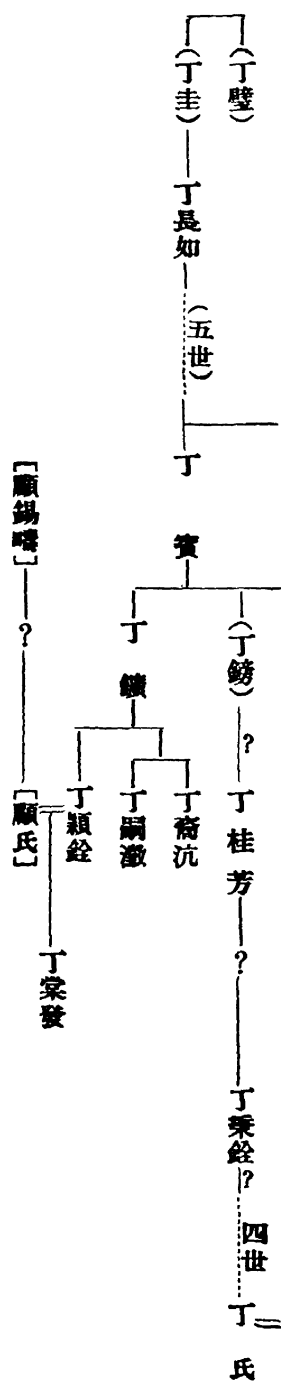 （丁璧）
（丁圭）
丁長如
（五世）
丁賓
（丁鎊）
?
丁桂芳
?
丁秉銓?
四世
丁氏
丁鑛
丁裔沆
丁嗣澂
丁穎銓
[顧錫疇]
?
[顧氏]
丁棠發